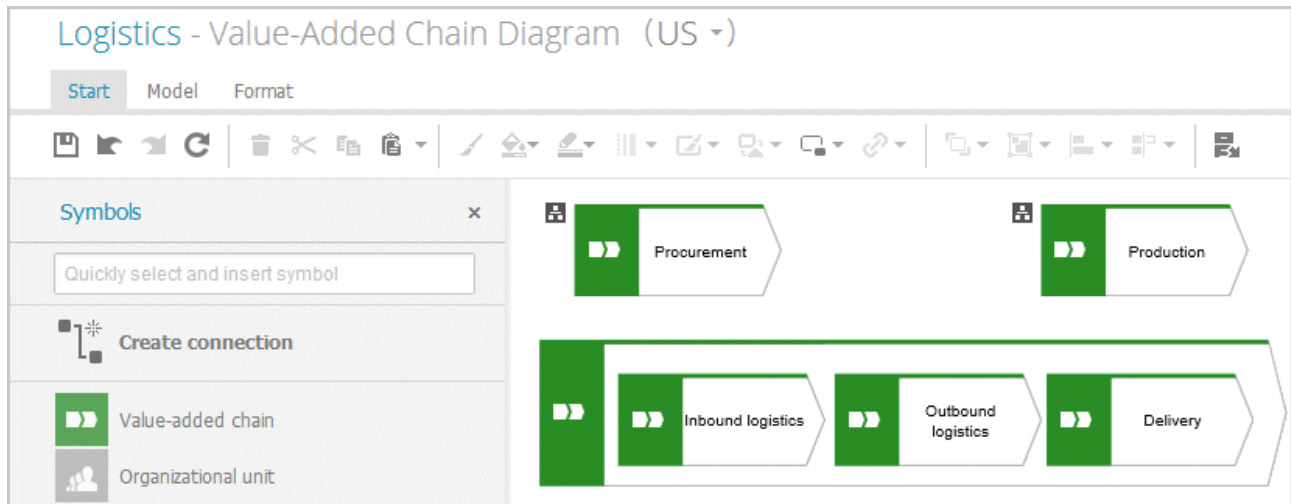 Logistics - Value-Added Chain Diagram (US)
Start Model Format
Symbols
×
Quickly select and insert symbol
Create connection
Value-added chain
Organizational unit
Procurement
Production
Inbound logistics
Outbound
logistics
Delivery